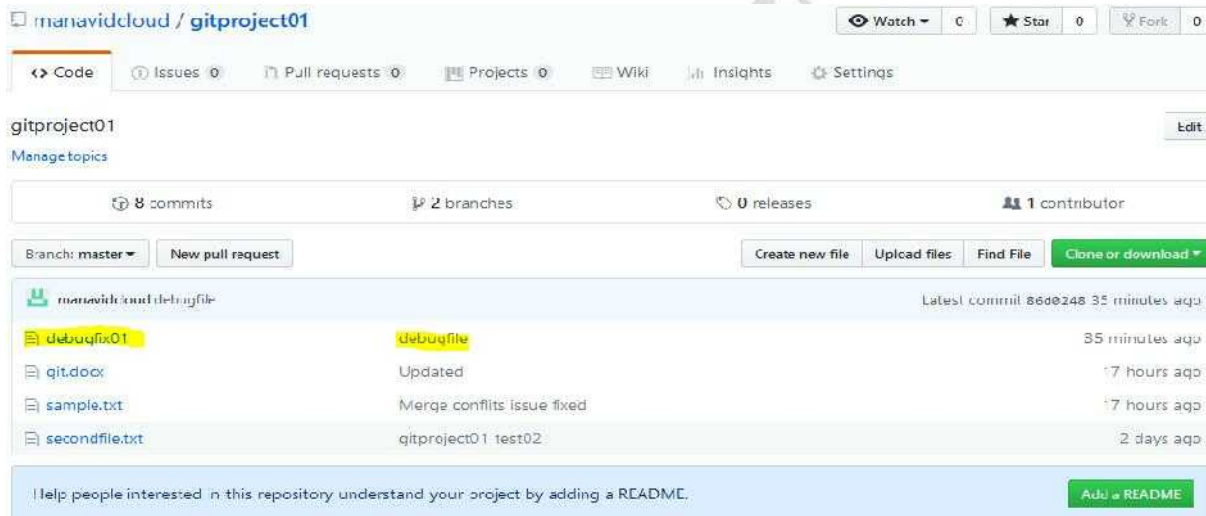 manavidcloud / gitproject01
Watch 0 Star 0 Fork 0
Code Issues 0 Pull requests 0 Projects 0 Wiki Insights Settings
gitproject01
Edit
Manage topics
8 commits 2 branches 0 releases 1 contributor
Branch: master New pull request Create new file Upload files Find File Clone or download
manavidcloud debugfile Latest commit 86d0248 35 minutes ago
debugfix01 debugfile 35 minutes ago
git.docx Updated 17 hours ago
sample.txt Merge conflits issue fixed 17 hours ago
secondfile.txt gitproject01 test02 2 days ago
Help people interested in this repository understand your project by adding a README.
Add a README